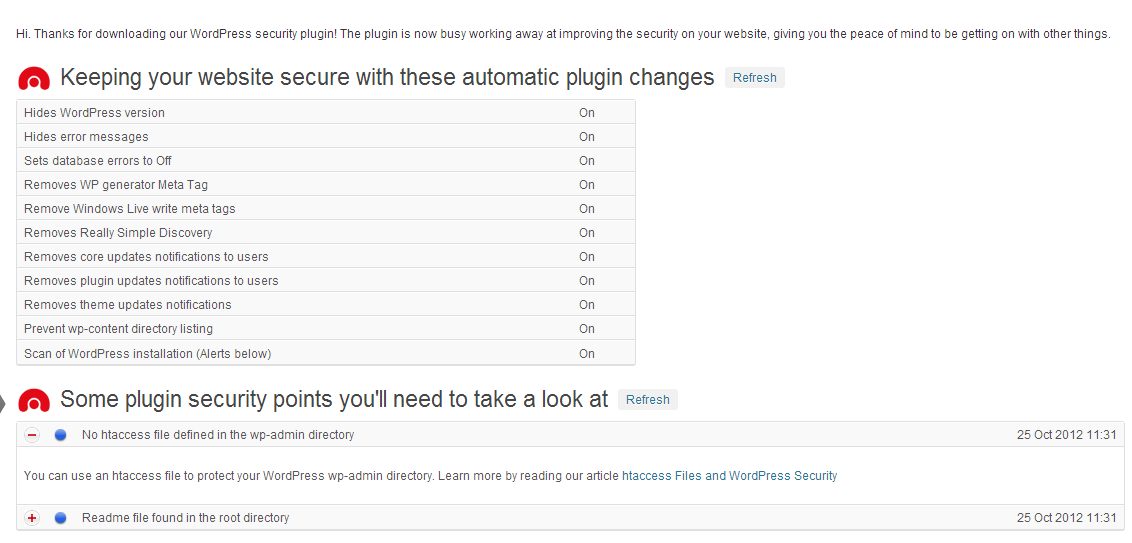 Hi. Thanks for downloading our WordPress security plugin! The plugin is now busy working away at improving the security on your website, giving you the peace of mind to be getting on with other things.
Keeping your website secure with these automatic plugin changes Refresh
Hides WordPress version On
Hides error messages On
Sets database errors to Off On
Removes WP generator Meta Tag On
Remove Windows Live write meta tags On
Removes Really Simple Discovery On
Removes core updates notifications to users On
Removes plugin updates notifications to users On
Removes theme updates notifications On
Prevent wp-content directory listing On
Scan of WordPress installation (Alerts below) On
Some plugin security points you'll need to take a look at Refresh
No htaccess file defined in the wp-admin directory 25 Oct 2012 11:31
You can use an htaccess file to protect your WordPress wp-admin directory. Learn more by reading our article htaccess Files and WordPress Security
Readme file found in the root directory 25 Oct 2012 11:31